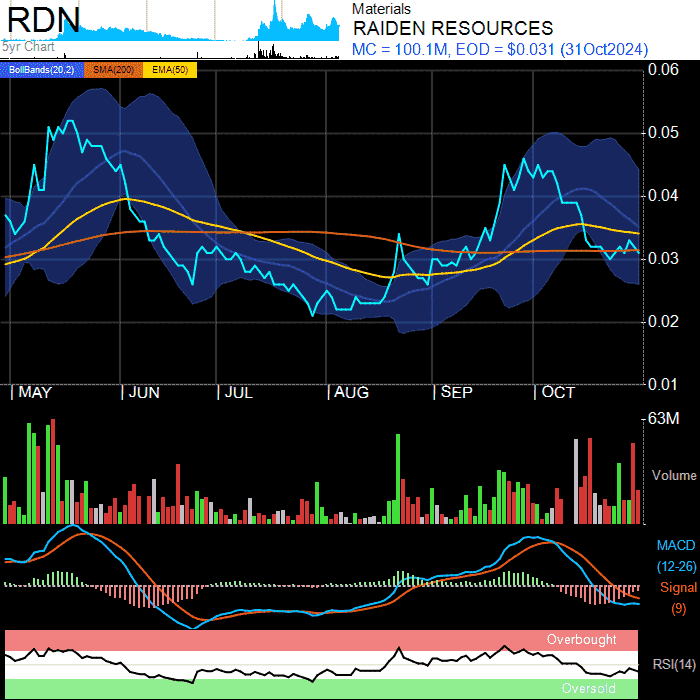 RDN
5yr Chart
Materials
RAIDEN RESOURCES
MC = 100.1M, EOD = $0.031 (31Oct2024)
BollBands(20,2) SMA(200) EMA(50)
0.06
0.05
0.04
0.03
0.02
0.01
MAY JUN JUL AUG SEP OCT
63M
Volume
MACD
(12-26)
Signal
(9)
Overbought
RSI(14)
Oversold